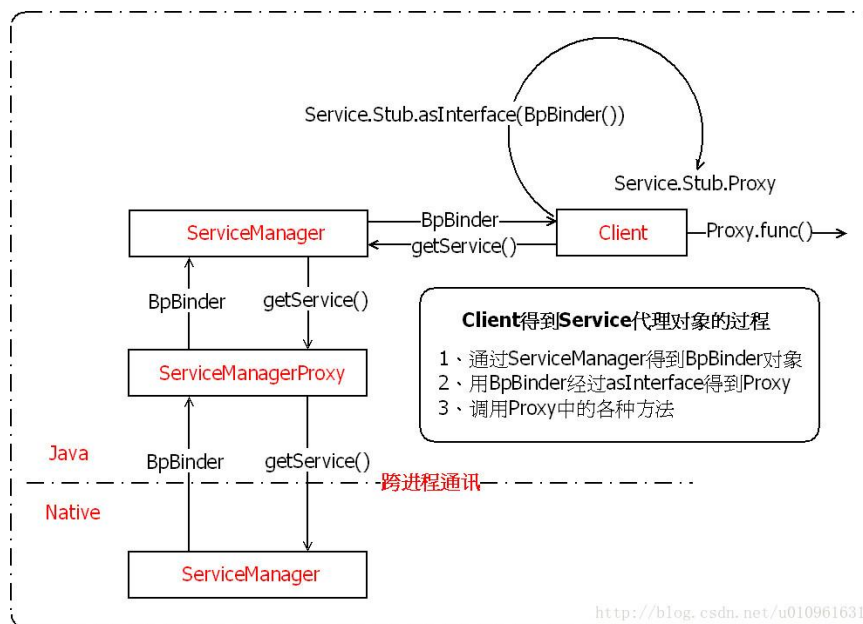 Service.Stub.asInterface(BpBinder())
Service.Stub.Proxy
ServiceManager
BpBinder
getService()
Client
Proxy.func()
BpBinder
getService()
Client得到Service代理对象的过程
1、通过ServiceManager得到BpBinder对象
2、用BpBinder经过asInterface得到Proxy
3、调用Proxy中的各种方法
ServiceManagerProxy
Java
BpBinder
getService()
跨进程通讯
Native
ServiceManager
http://blog.csdn.net/u010961631